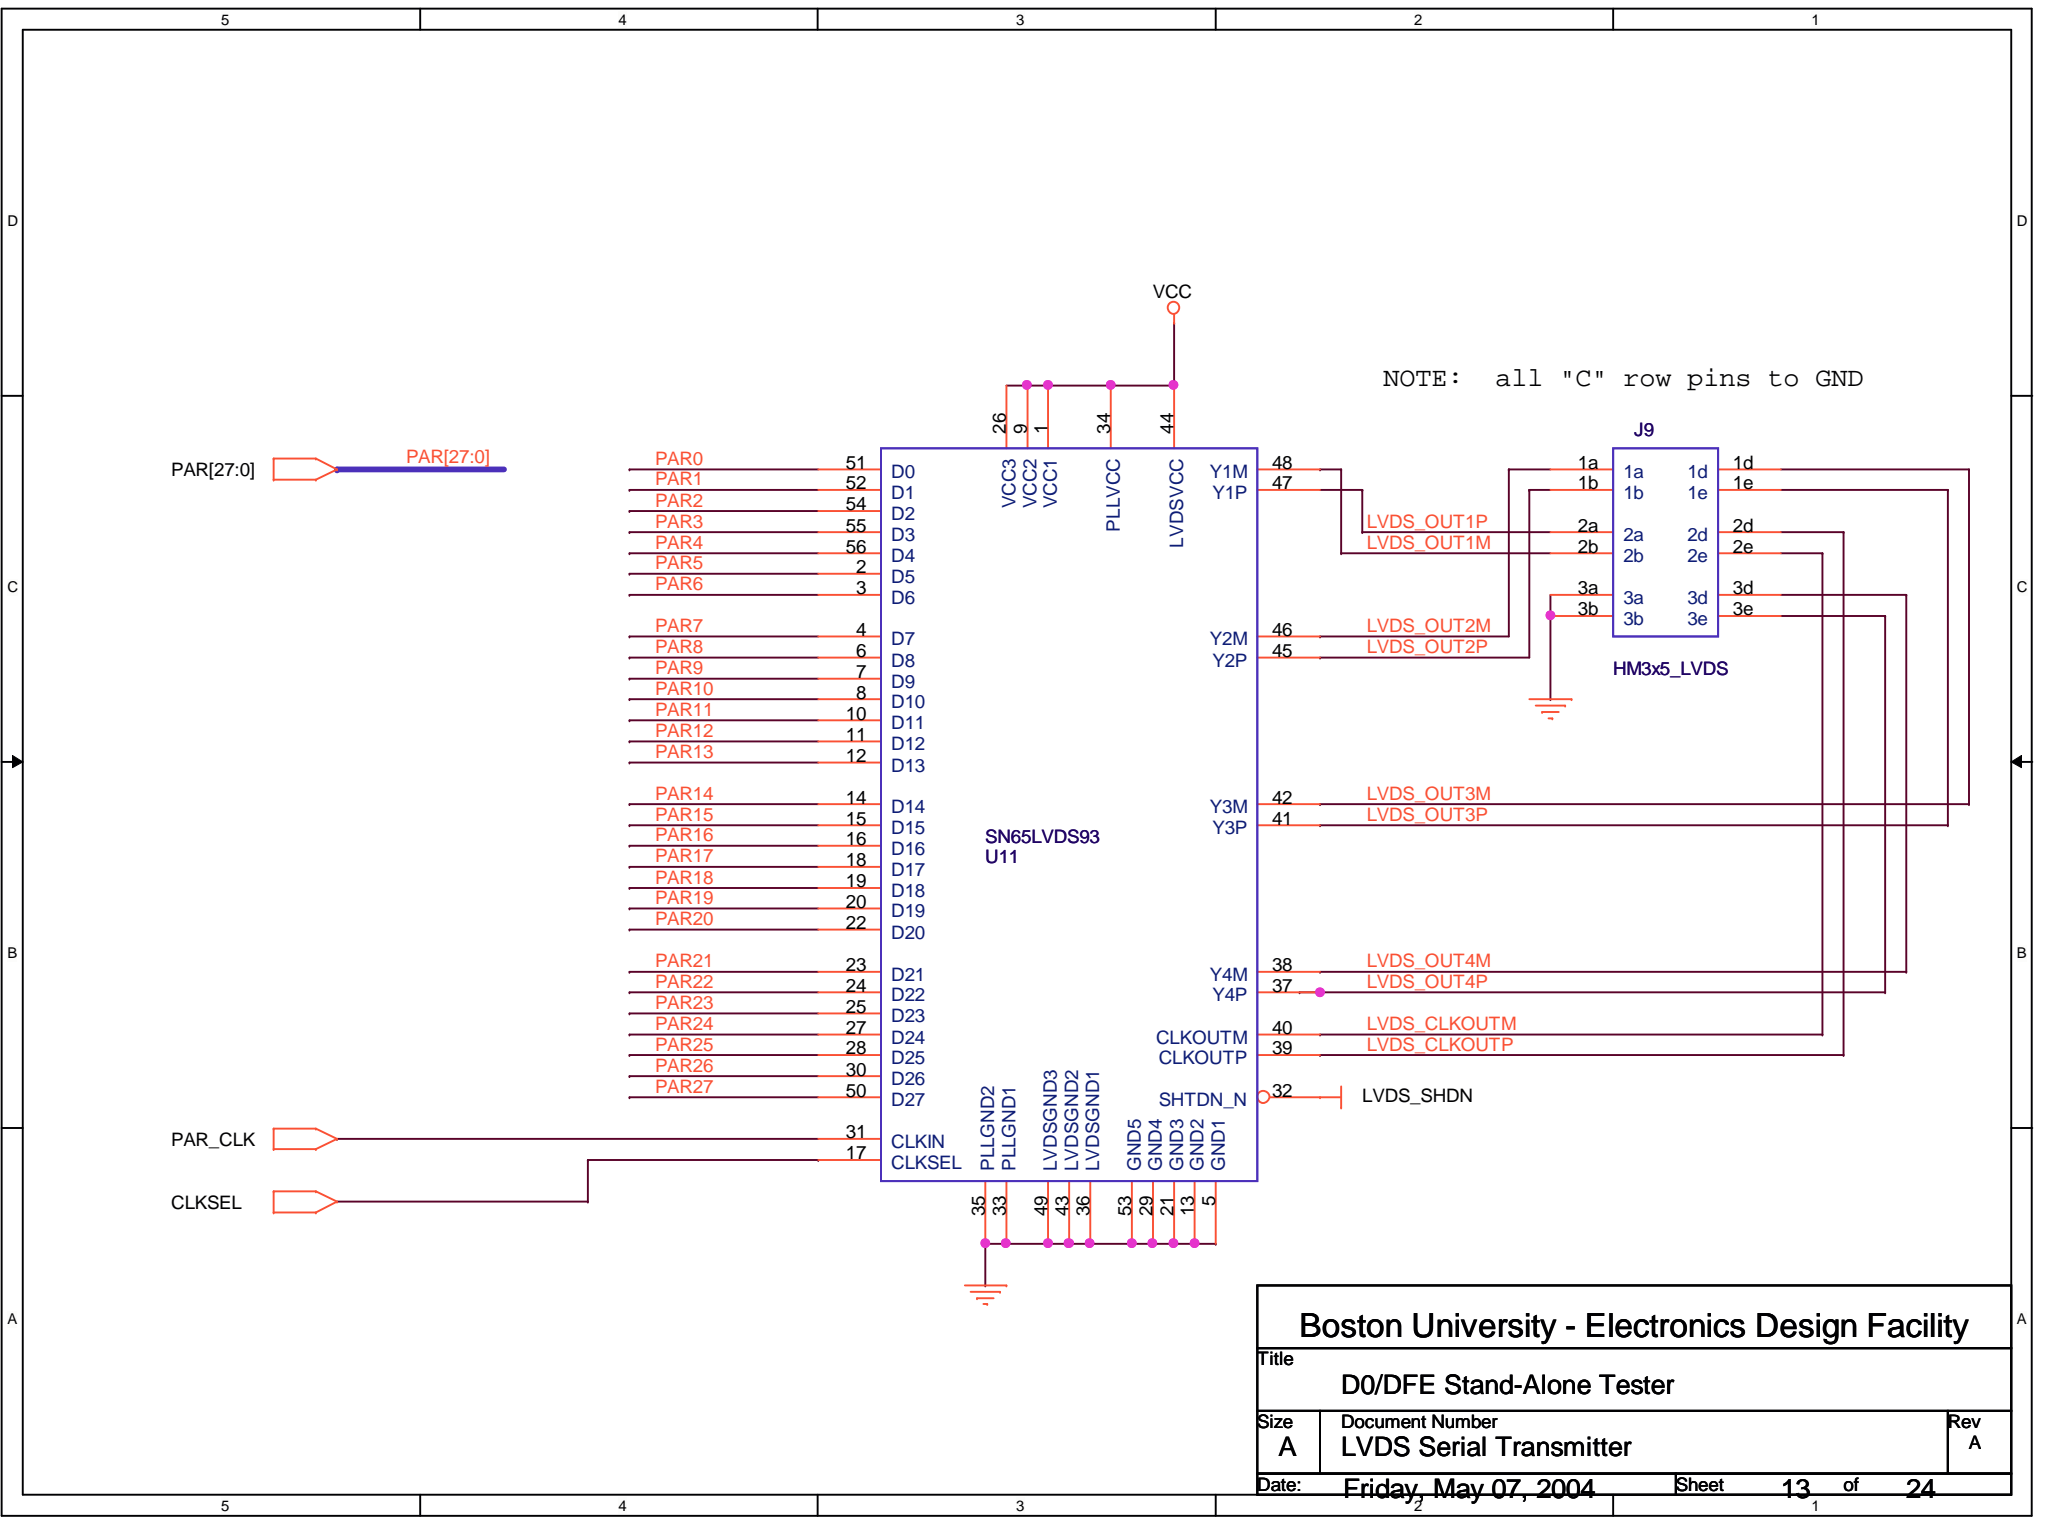 5 4 3 2 1
D D
C C
B B
A A
VCC
NOTE: all "C" row pins to GND
J9
26 9 1 34 44
VCC3 VCC2 VCC1 PLLVCC LVDSVCC
PAR[27:0] PAR[27:0]
PAR0 51 D0
PAR1 52 D1
PAR2 54 D2
PAR3 55 D3
PAR4 56 D4
PAR5 2 D5
PAR6 3 D6
PAR7 4 D7
PAR8 6 D8
PAR9 7 D9
PAR10 8 D10
PAR11 10 D11
PAR12 11 D12
PAR13 12 D13
PAR14 14 D14
PAR15 15 D15
PAR16 16 D16
PAR17 18 D17
PAR18 19 D18
PAR19 20 D19
PAR20 22 D20
PAR21 23 D21
PAR22 24 D22
PAR23 25 D23
PAR24 27 D24
PAR25 28 D25
PAR26 30 D26
PAR27 50 D27
PAR_CLK 31 CLKIN
17 CLKSEL
CLKSEL
SN65LVDS93
U11
Y1M 48
Y1P 47
LVDS_OUT1P
LVDS_OUT1M
Y2M 46 LVDS_OUT2M
Y2P 45 LVDS_OUT2P
Y3M 42 LVDS_OUT3M
Y3P 41 LVDS_OUT3P
Y4M 38 LVDS_OUT4M
Y4P 37 LVDS_OUT4P
CLKOUTM 40 LVDS_CLKOUTM
CLKOUTP 39 LVDS_CLKOUTP
SHTDN_N 32 LVDS_SHDN
1a 1a 1d 1d
1b 1b 1e 1e
2a 2a 2d 2d
2b 2b 2e 2e
3a 3a 3d 3d
3b 3b 3e 3e
HM3x5_LVDS
PLLGND2 PLLGND1 LVDSGND3 LVDSGND2 LVDSGND1 GND5 GND4 GND3 GND2 GND1
35 33 49 43 36 53 29 21 13 5
Boston University - Electronics Design Facility
Title
D0/DFE Stand-Alone Tester
Size Document Number Rev
A LVDS Serial Transmitter A
Date: Friday, May 07, 2004 Sheet 13 of 24
5 4 3 2 1